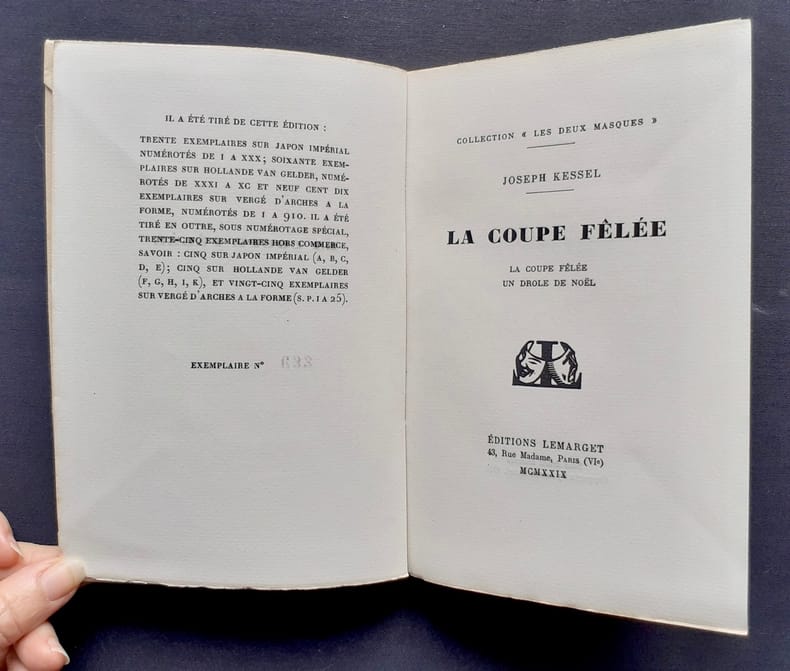 IL A ÉTÉ TIRÉ DE CETTE ÉDITION :
TRENTE EXEMPLAIRES SUR JAPON IMPÉRIAL
NUMÉROTÉS DE I A XXX; SOIXANTE EXEM-
PLAIRES SUR HOLLANDE VAN GELDER, NUMÉ-
ROTÉS DE XXXI A XC ET NEUF CENT DIX
EXEMPLAIRES SUR VERGÉ D'ARCHES A LA
FORME, NUMÉROTÉS DE 1 A 910. IL A ÉTÉ
TIRÉ EN OUTRE, SOUS NUMÉROTAGE SPÉCIAL,
TRENTE-CINQ EXEMPLAIRES HORS COMMERCE,
SAVOIR : CINQ SUR JAPON IMPÉRIAL (A, B, C,
D, E); CINQ SUR HOLLANDE VAN GELDER
(F, G, H, I, K), ET VINGT-CINQ EXEMPLAIRES
SUR VERGÉ D'ARCHES A LA FORME (S. P. 1 A 25).
EXEMPLAIRE N°
COLLECTION « LES DEUX MASQUES »
JOSEPH KESSEL
LA COUPE FÊLÉE
LA COUPE FÊLÉE
UN DROLE DE NOËL
ÉDITIONS LEMARGET
43, Rue Madame, PARIS (VIe)
MCMXXIX